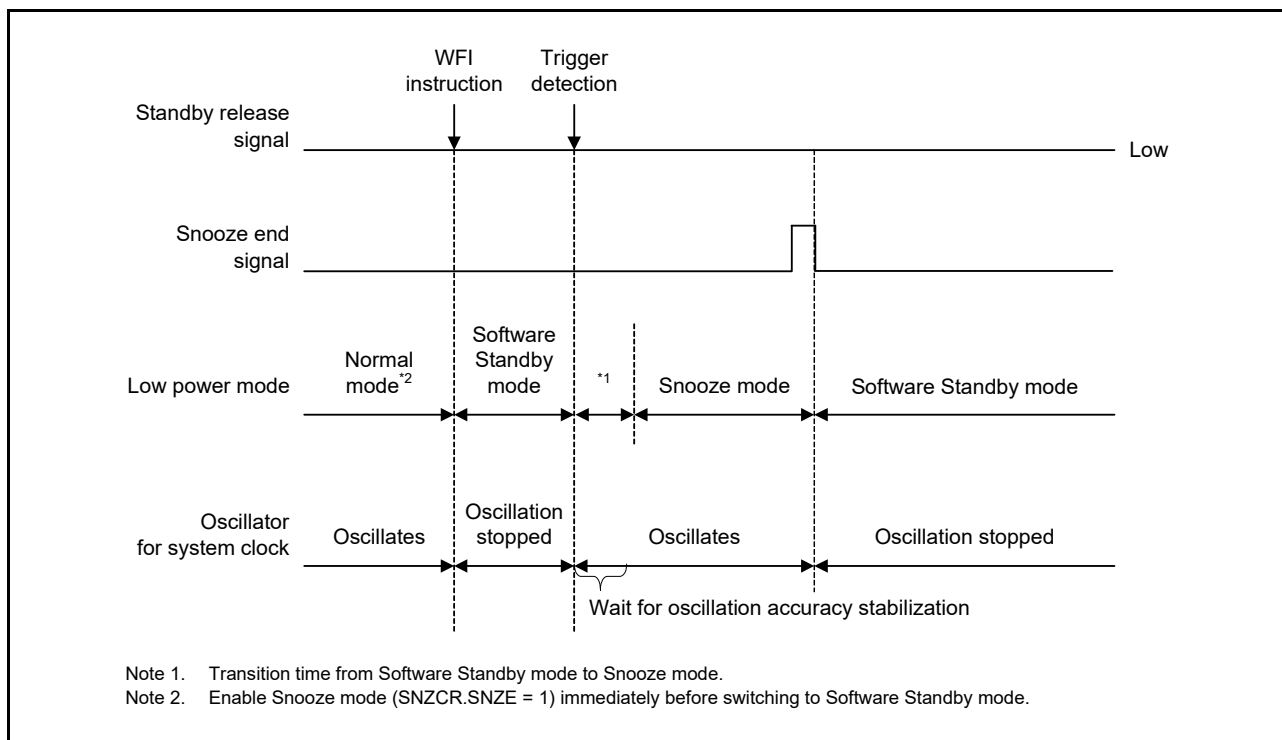 WFI
instruction
Trigger
detection
Standby release
signal
Low
Snooze end
signal
Low power mode
Normal
mode*2
Software
Standby
mode
*1
Snooze mode
Software Standby mode
Oscillator
for system clock
Oscillates
Oscillation
stopped
Oscillates
Oscillation stopped
Wait for oscillation accuracy stabilization
Note 1. Transition time from Software Standby mode to Snooze mode.
Note 2. Enable Snooze mode (SNZCR.SNZE = 1) immediately before switching to Software Standby mode.